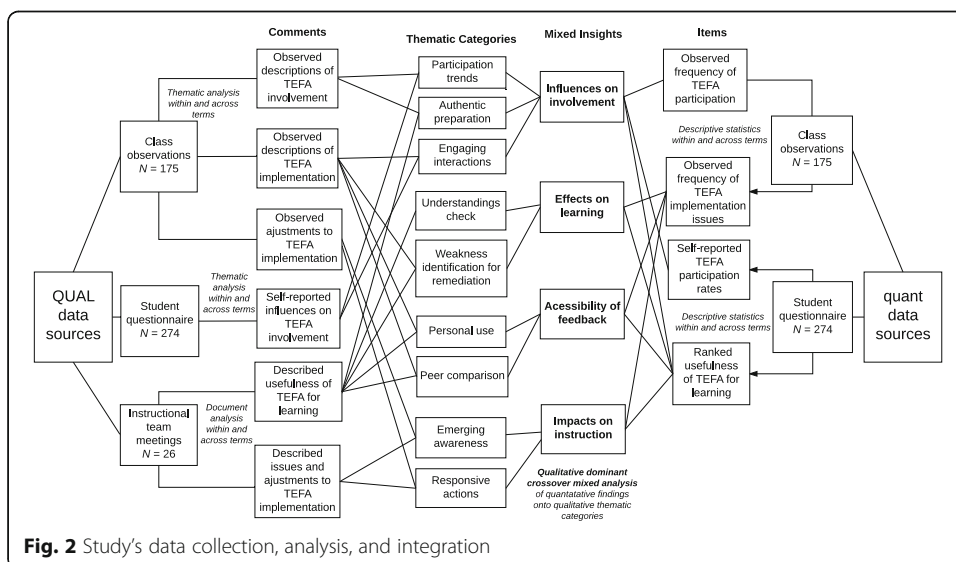 Comments
Thematic Categories
Mixed Insights
Items
Observed
descriptions of
TEFA
involvement
Participation
trends
Influences on
involvement
Observed
frequency of
TEFA
participation
Thematic analysis
within and across
terms
Authentic
preparation
Class
observations
N = 175
Observed
descriptions of
TEFA
implementation
Engaging
interactions
Descriptive statistics
within and across
terms
Class
observations
N = 175
Understandings
check
Effects on
learning
Observed
frequency of
TEFA
implementation
issues
Observed
ajustments to
TEFA
implementation
Weakness
identification for
remediation
Self-reported
TEFA
participation
rates
QUAL
data
sources
Student
questionnaire
N = 274
Thematic analysis
within and across
terms
Self-reported
influences on
TEFA
involvement
Personal use
Acessibility of
feedback
Descriptive statistics
within and across terms
Student
questionnaire
N = 274
quant
data
sources
Peer comparison
Described
usefulness of
TEFA for
learning
Ranked
usefulness
of TEFA for
learning
Instructional
team
meetings
N = 26
Document
analysis
within and
across
terms
Emerging
awareness
Impacts on
instruction
Described
issues and
ajustments to
TEFA
implementation
Responsive
actions
Qualitative dominant
crossover mixed analysis
of quantatative findings
onto qualitative thematic
categories
Fig. 2 Study's data collection, analysis, and integration